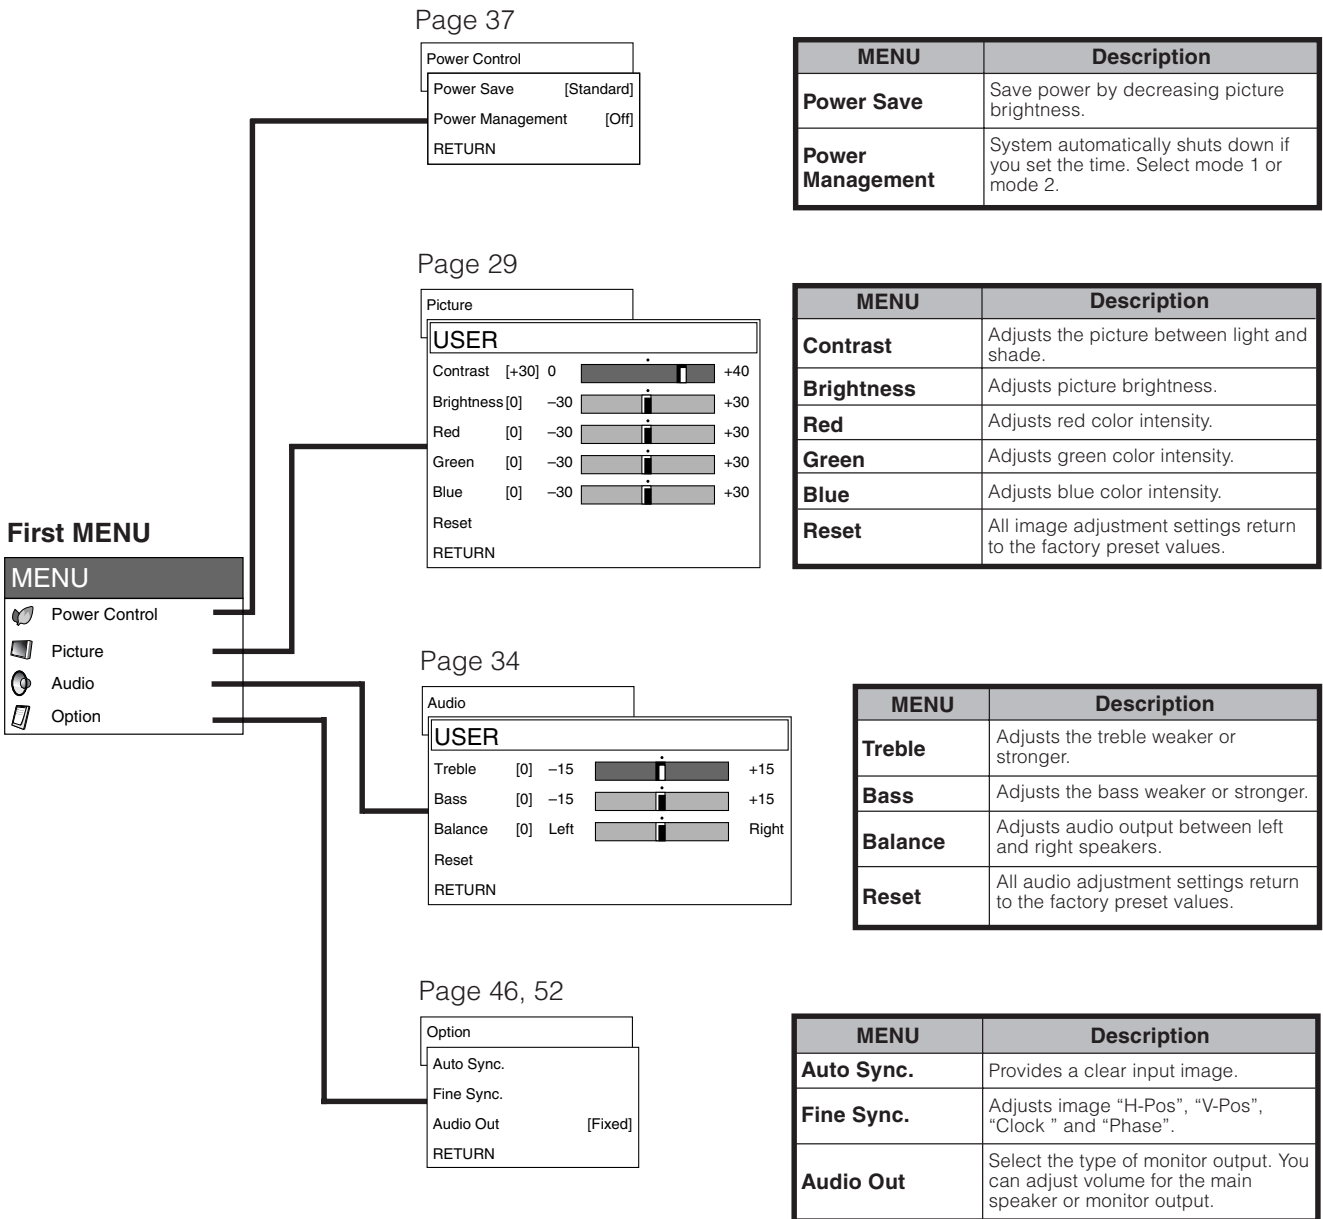 Page 37
Power Control
Power Save [Standard]
Power Management [Off]
RETURN
MENU Description
Power Save Save power by decreasing picture
brightness.
Power
Management
System automatically shuts down if
you set the time. Select mode 1 or
mode 2.
Page 29
Picture
USER
Contrast [+30] 0 +40
Brightness [0] –30 +30
Red [0] –30 +30
Green [0] –30 +30
Blue [0] –30 +30
Reset
RETURN
MENU Description
Contrast Adjusts the picture between light and
shade.
Brightness Adjusts picture brightness.
Red Adjusts red color intensity.
Green Adjusts green color intensity.
Blue Adjusts blue color intensity.
Reset All image adjustment settings return
to the factory preset values.
First MENU
MENU
Power Control
Picture
Audio
Option
Page 34
Audio
USER
Treble [0] –15 +15
Bass [0] –15 +15
Balance [0] Left Right
Reset
RETURN
MENU Description
Treble Adjusts the treble weaker or
stronger.
Bass Adjusts the bass weaker or stronger.
Balance Adjusts audio output between left
and right speakers.
Reset All audio adjustment settings return
to the factory preset values.
Page 46, 52
Option
Auto Sync.
Fine Sync.
Audio Out [Fixed]
RETURN
MENU Description
Auto Sync. Provides a clear input image.
Fine Sync. Adjusts image “H-Pos”, “V-Pos”,
“Clock ” and “Phase”.
Audio Out Select the type of monitor output. You
can adjust volume for the main
speaker or monitor output.